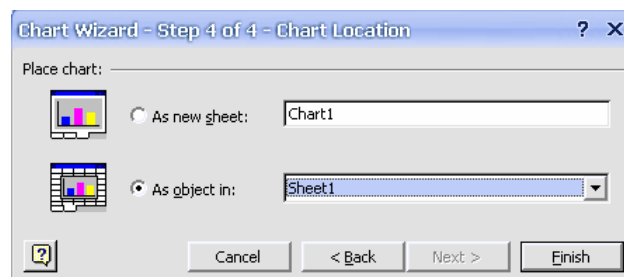 Chart Wizard - Step 4 of 4 - Chart Location ? X
Place chart:
As new sheet: Chart1
As object in: Sheet1
? Cancel < Back Next > Finish